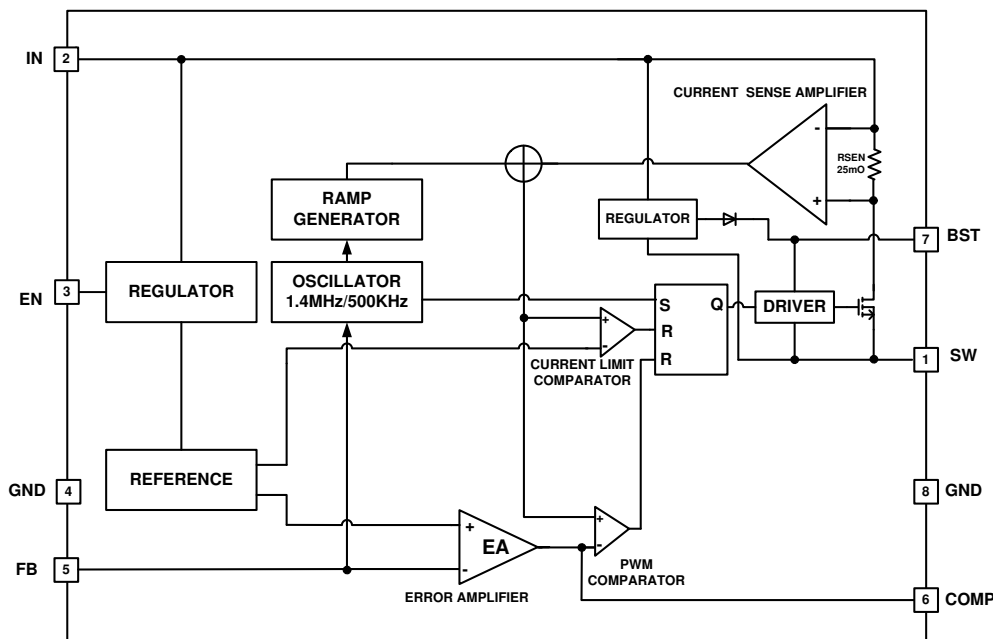 IN
2
CURRENT SENSE AMPLIFIER
-
+
RSEN
25mO
RAMP
GENERATOR
REGULATOR
7
BST
EN
3
REGULATOR
OSCILLATOR
1.4MHz/500KHz
S
Q
R
R
DRIVER
+
-
CURRENT LIMIT
COMPARATOR
1
SW
REFERENCE
GND
4
8
GND
+
-
EA
ERROR AMPLIFIER
+
-
PWM
COMPARATOR
FB
5
6
COMP